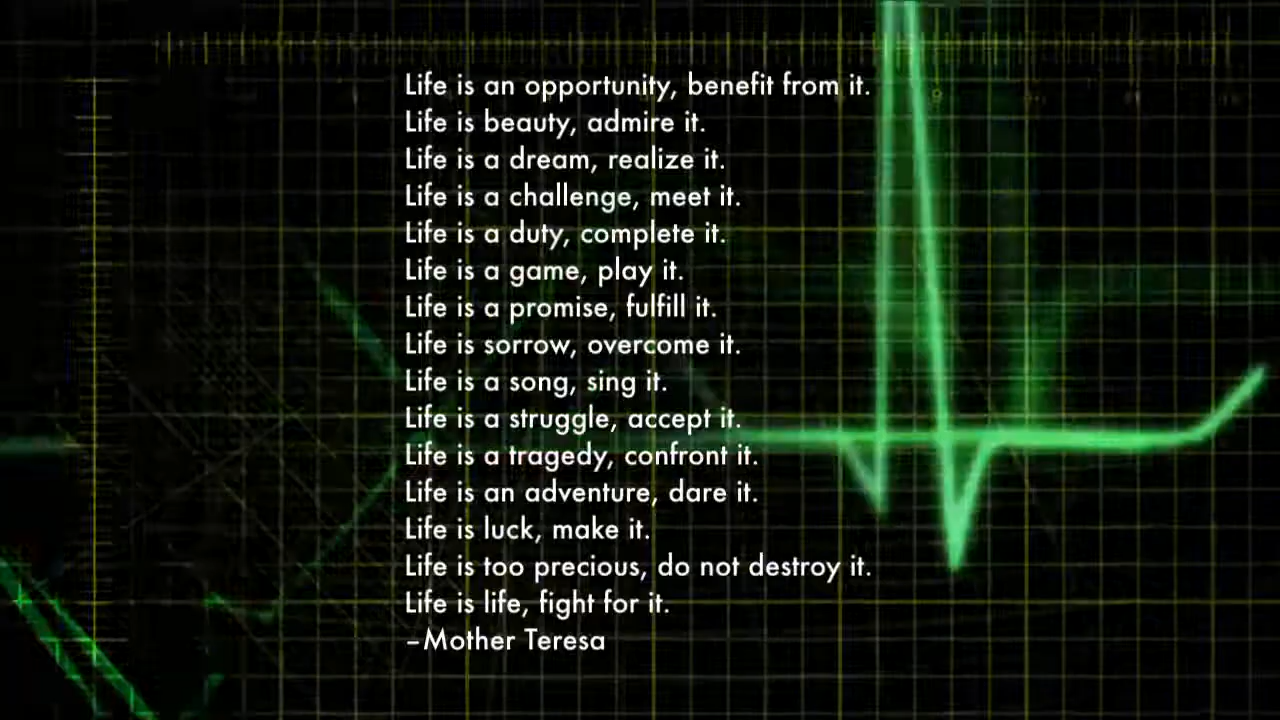 Life is an opportunity, benefit from it.
Life is beauty, admire it.
Life is a dream, realize it.
Life is a challenge, meet it.
Life is a duty, complete it.
Life is a game, play it.
Life is a promise, fulfill it.
Life is sorrow, overcome it.
Life is a song, sing it.
Life is a struggle, accept it.
Life is a tragedy, confront it.
Life is an adventure, dare it.
Life is luck, make it.
Life is too precious, do not destroy it.
Life is life, fight for it.
–Mother Teresa